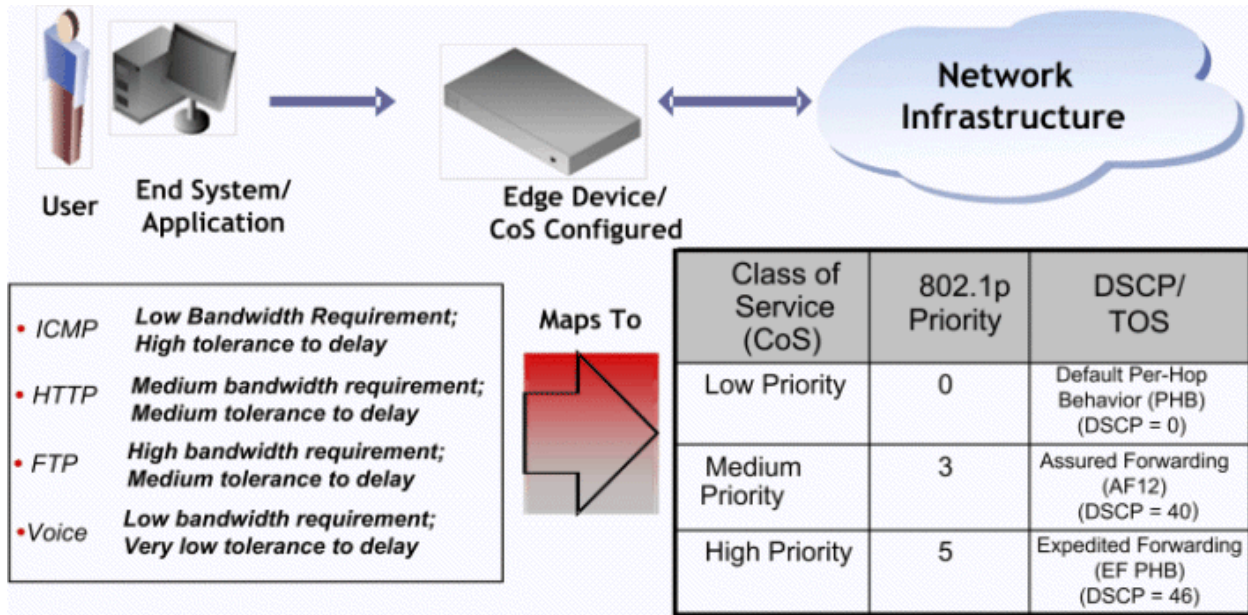 Network
Infrastructure
User
End System/
Application
Edge Device/
CoS Configured
• ICMP Low Bandwidth Requirement;
High tolerance to delay
• HTTP Medium bandwidth requirement;
Medium tolerance to delay
• FTP High bandwidth requirement;
Medium tolerance to delay
•Voice Low bandwidth requirement;
Very low tolerance to delay
Maps To
Class of
Service
(CoS)
802.1p
Priority
DSCP/
TOS
Low Priority
0
Default Per-Hop
Behavior (PHB)
(DSCP = 0)
Medium
Priority
3
Assured Forwarding
(AF12)
(DSCP = 40)
High Priority
5
Expedited Forwarding
(EF PHB)
(DSCP = 46)